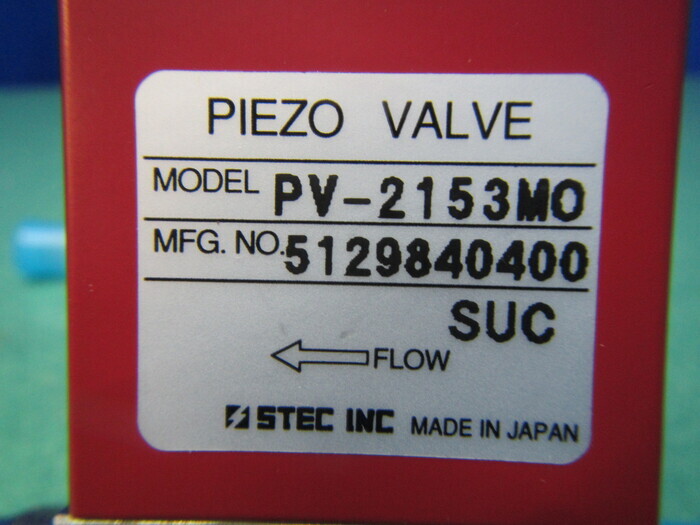 PIEZO VALVE
MODEL PV-2153MO
MFG. NO. 5129840400
SUC
FLOW
STEC INC MADE IN JAPAN